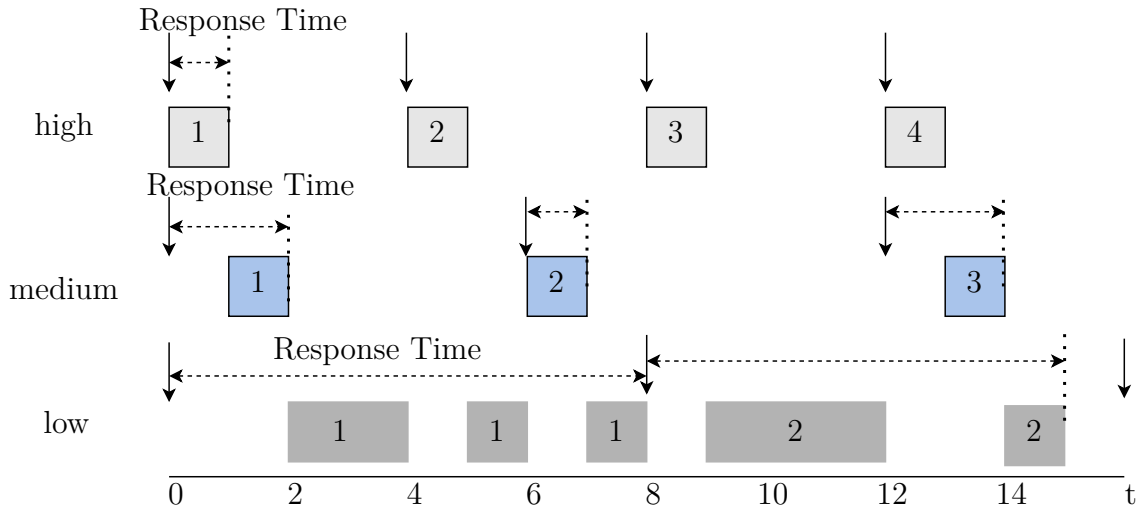 Response Time
high 1 2 3 4
Response Time
medium 1 2 3
Response Time
low 1 1 1 2 2
0 2 4 6 8 10 12 14 t